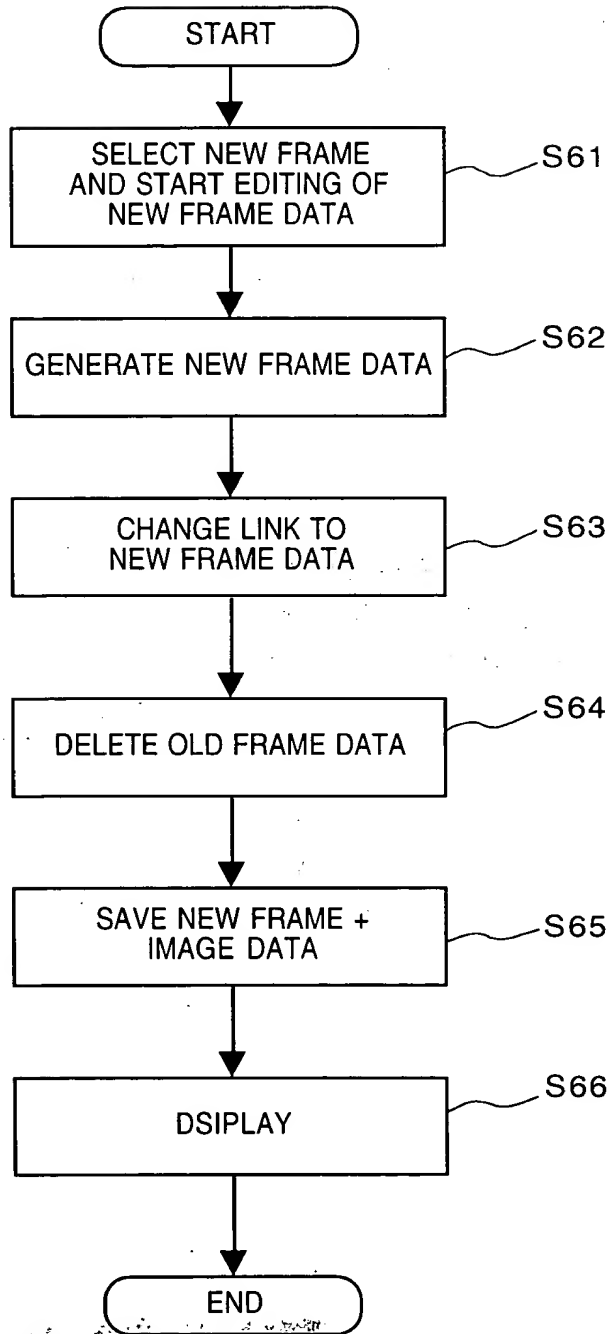 START
SELECT NEW FRAME
AND START EDITING OF
NEW FRAME DATA
S61
GENERATE NEW FRAME DATA
S62
CHANGE LINK TO
NEW FRAME DATA
S63
DELETE OLD FRAME DATA
S64
SAVE NEW FRAME +
IMAGE DATA
S65
DSIPLAY
S66
END